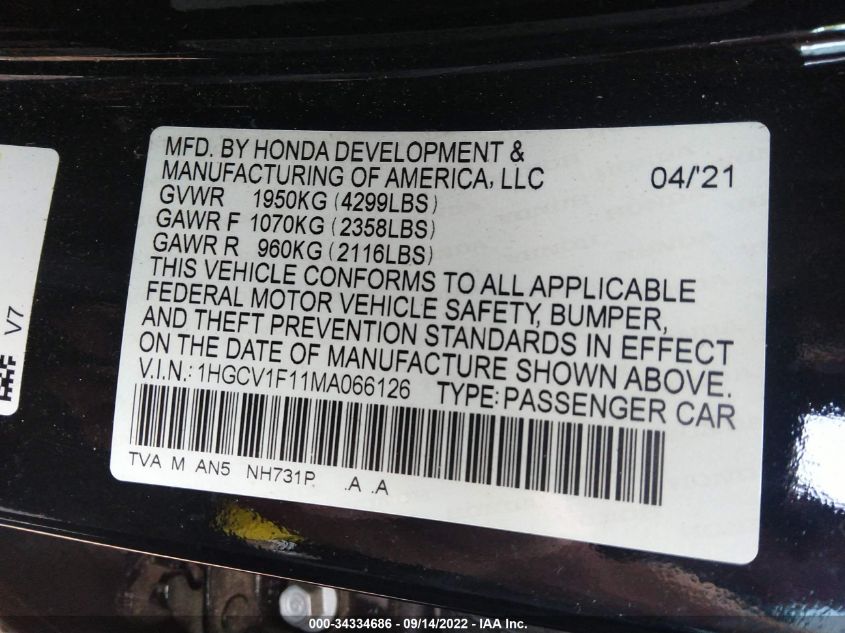 MFD. BY HONDA DEVELOPMENT &
MANUFACTURING OF AMERICA, LLC 04/'21
GVWR 1950KG (4299LBS)
GAWR F 1070KG (2358LBS)
GAWR R 960KG (2116LBS)
THIS VEHICLE CONFORMS TO ALL APPLICABLE
FEDERAL MOTOR VEHICLE SAFETY, BUMPER,
AND THEFT PREVENTION STANDARDS IN EFFECT
ON THE DATE OF MANUFACTURE SHOWN ABOVE.
V.I.N.: 1HGCV1F11MA066126 TYPE: PASSENGER CAR
TVA M AN5 NH731P .A .A
V7
000-34334686 - 09/14/2022 - IAA Inc.